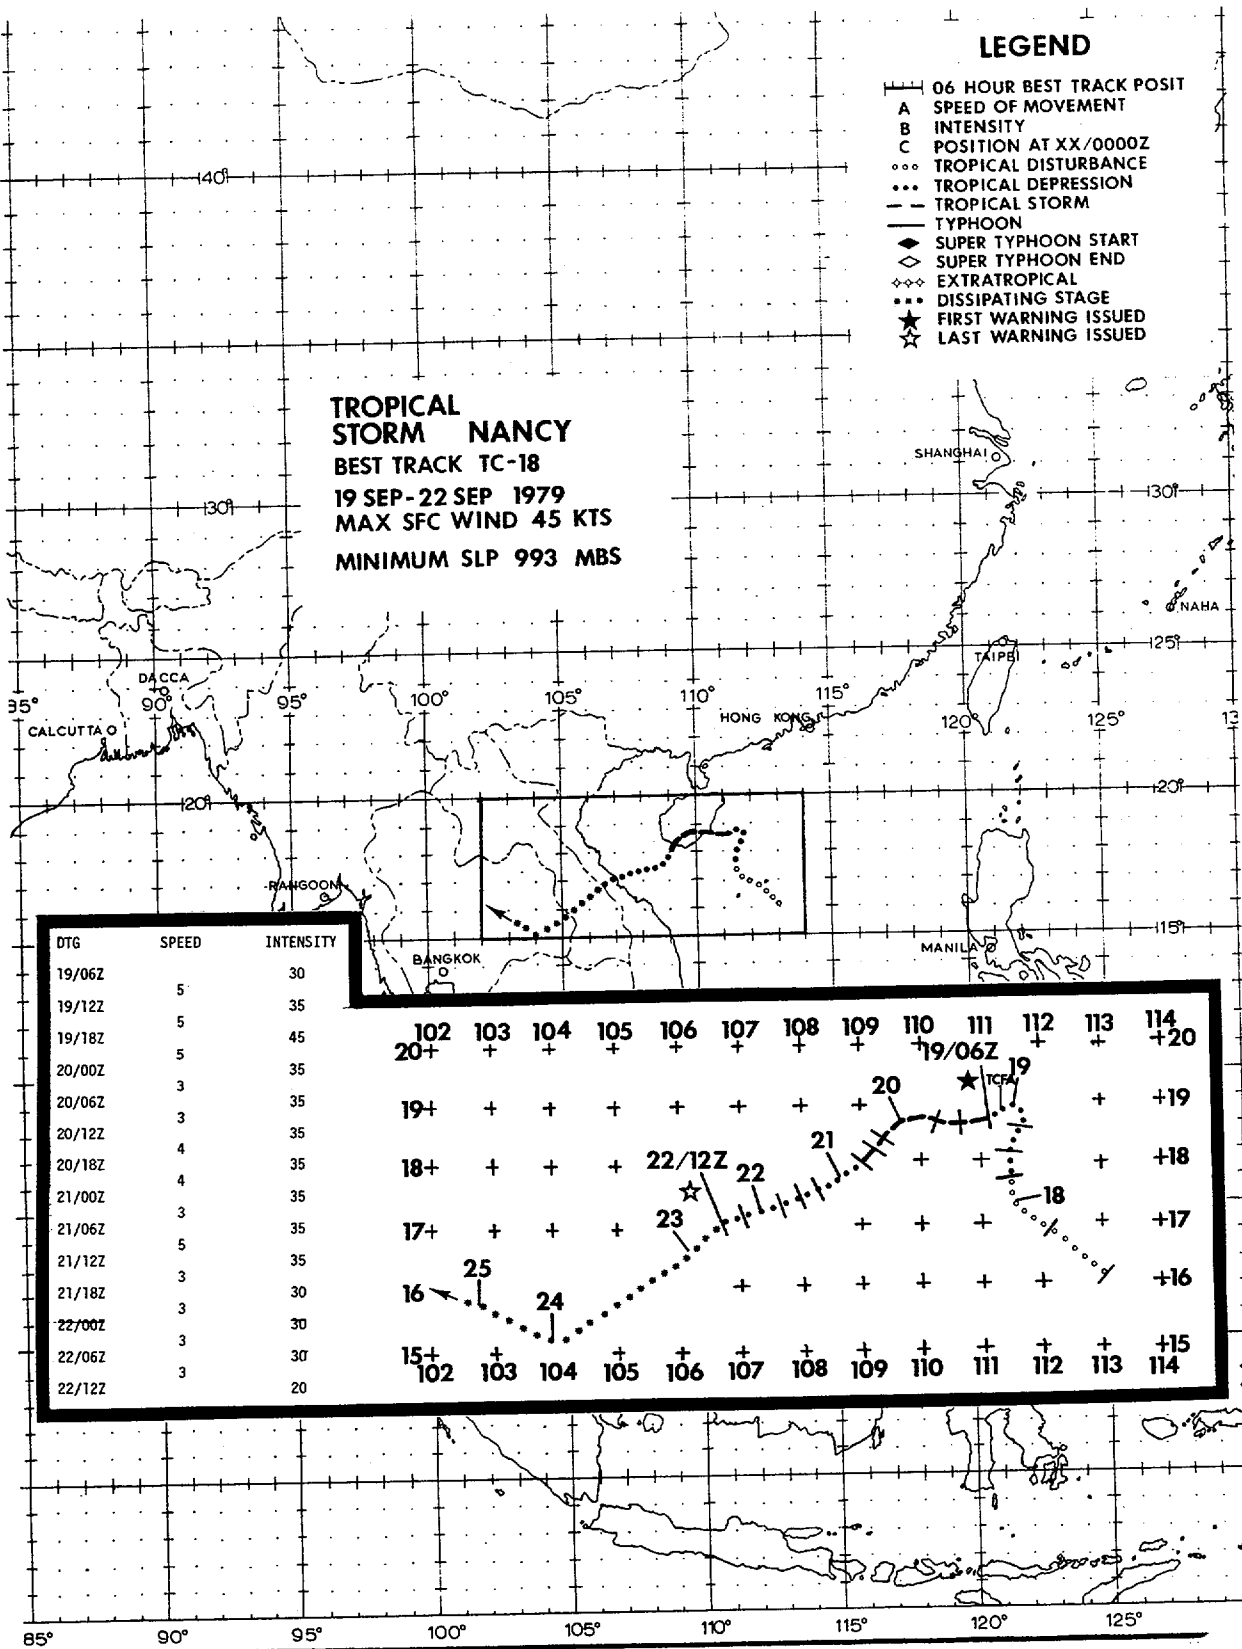 LEGEND
06 HOUR BEST TRACK POSIT
A SPEED OF MOVEMENT
B INTENSITY
C POSITION AT XX/0000Z
TROPICAL DISTURBANCE
TROPICAL DEPRESSION
TROPICAL STORM
TYPHOON
SUPER TYPHOON START
SUPER TYPHOON END
EXTRATROPICAL
DISSIPATING STAGE
FIRST WARNING ISSUED
LAST WARNING ISSUED
40°
TROPICAL
STORM NANCY
BEST TRACK TC-18
19 SEP-22 SEP 1979
MAX SFC WIND 45 KTS
MINIMUM SLP 993 MBS
SHANGHAI
30° 30°
NAHA
25°
TAIPEI
DACCA
85° 90° 95° 100° 105° 110° 115° 120° 125° 13
CALCUTTA
HONG KONG
20° 20°
RANGOON
15°
MANILA
BANGKOK
DTG SPEED INTENSITY
19/06Z 30
5
19/12Z 35
5
19/18Z 45
5
20/00Z 35
3
20/06Z 35
3
20/12Z 35
4
20/18Z 35
4
21/00Z 35
3
21/06Z 35
5
21/12Z 35
3
21/18Z 30
3
22/00Z 30
3
22/06Z 30
3
22/12Z 20
102 103 104 105 106 107 108 109 110 111 112 113 114
20 20
19/06Z
TCFA 19
20
19 19
21
18 18
22/12Z 22
18
23
17 17
25
16 16
24
15 15
102 103 104 105 106 107 108 109 110 111 112 113 114
85° 90° 95° 100° 105° 110° 115° 120° 125°